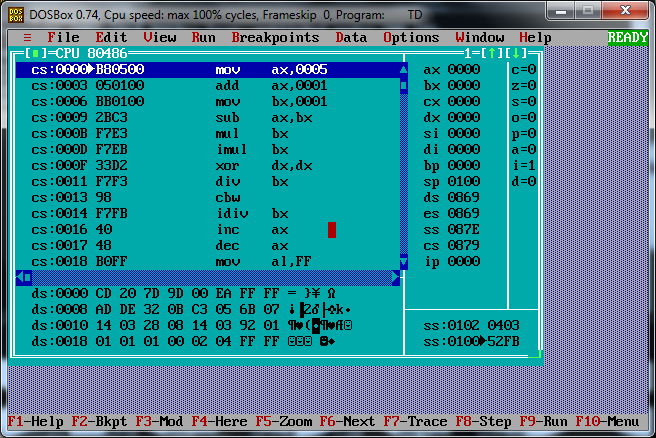 DOSBox 0.74, Cpu speed: max 100% cycles, Frameskip 0, Program: TD
≡ File Edit View Run Breakpoints Data Options Window Help READY
[■]=CPU 80486 1=[↑][↓]
cs:0000►B80500 mov ax,0005 ax 0000 c=0
cs:0003 050100 add ax,0001 bx 0000 z=0
cs:0006 BB0100 mov bx,0001 cx 0000 s=0
cs:0009 2BC3 sub ax,bx dx 0000 o=0
cs:000B F7E3 mul bx si 0000 p=0
cs:000D F7EB imul bx di 0000 a=0
cs:000F 33D2 xor dx,dx bp 0000 i=1
cs:0011 F7F3 div bx sp 0100 d=0
cs:0013 98 cbw ds 0869
cs:0014 F7FB idiv bx es 0869
cs:0016 40 inc ax ss 087E
cs:0017 48 dec ax cs 0879
cs:0018 B0FF mov al,FF ip 0000
ds:0000 CD 20 7D 9D 00 EA FF FF = }¥ Ω
ds:0008 AD DE 32 0B C3 05 6B 07
ds:0010 14 03 28 08 14 03 92 01 ss:0102 0403
ds:0018 01 01 01 00 02 04 FF FF ss:0100►52FB
F1-Help F2-Bkpt F3-Mod F4-Here F5-Zoom F6-Next F7-Trace F8-Step F9-Run F10-Menu